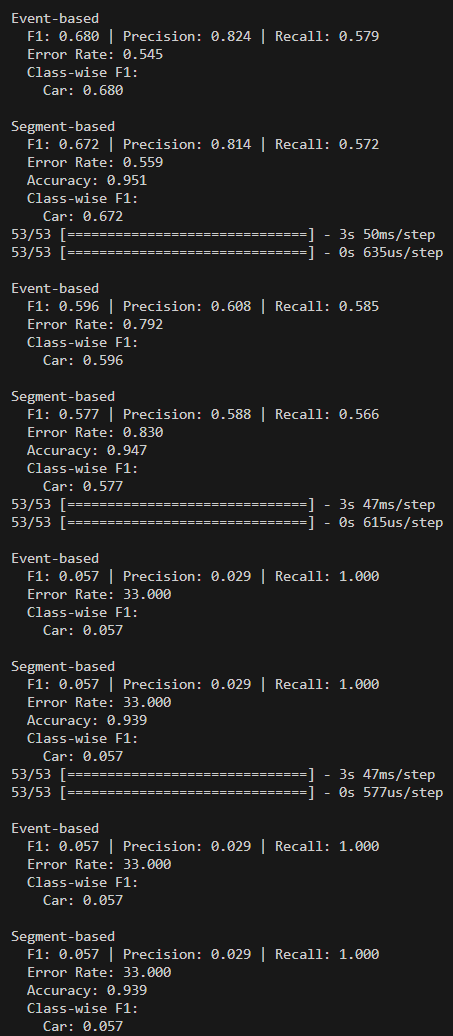 Event-based
F1: 0.680 | Precision: 0.824 | Recall: 0.579
Error Rate: 0.545
Class-wise F1:
Car: 0.680
Segment-based
F1: 0.672 | Precision: 0.814 | Recall: 0.572
Error Rate: 0.559
Accuracy: 0.951
Class-wise F1:
Car: 0.672
53/53 [==============================] - 3s 50ms/step
53/53 [==============================] - 0s 635us/step
Event-based
F1: 0.596 | Precision: 0.608 | Recall: 0.585
Error Rate: 0.792
Class-wise F1:
Car: 0.596
Segment-based
F1: 0.577 | Precision: 0.588 | Recall: 0.566
Error Rate: 0.830
Accuracy: 0.947
Class-wise F1:
Car: 0.577
53/53 [==============================] - 3s 47ms/step
53/53 [==============================] - 0s 615us/step
Event-based
F1: 0.057 | Precision: 0.029 | Recall: 1.000
Error Rate: 33.000
Class-wise F1:
Car: 0.057
Segment-based
F1: 0.057 | Precision: 0.029 | Recall: 1.000
Error Rate: 33.000
Accuracy: 0.939
Class-wise F1:
Car: 0.057
53/53 [==============================] - 3s 47ms/step
53/53 [==============================] - 0s 577us/step
Event-based
F1: 0.057 | Precision: 0.029 | Recall: 1.000
Error Rate: 33.000
Class-wise F1:
Car: 0.057
Segment-based
F1: 0.057 | Precision: 0.029 | Recall: 1.000
Error Rate: 33.000
Accuracy: 0.939
Class-wise F1:
Car: 0.057